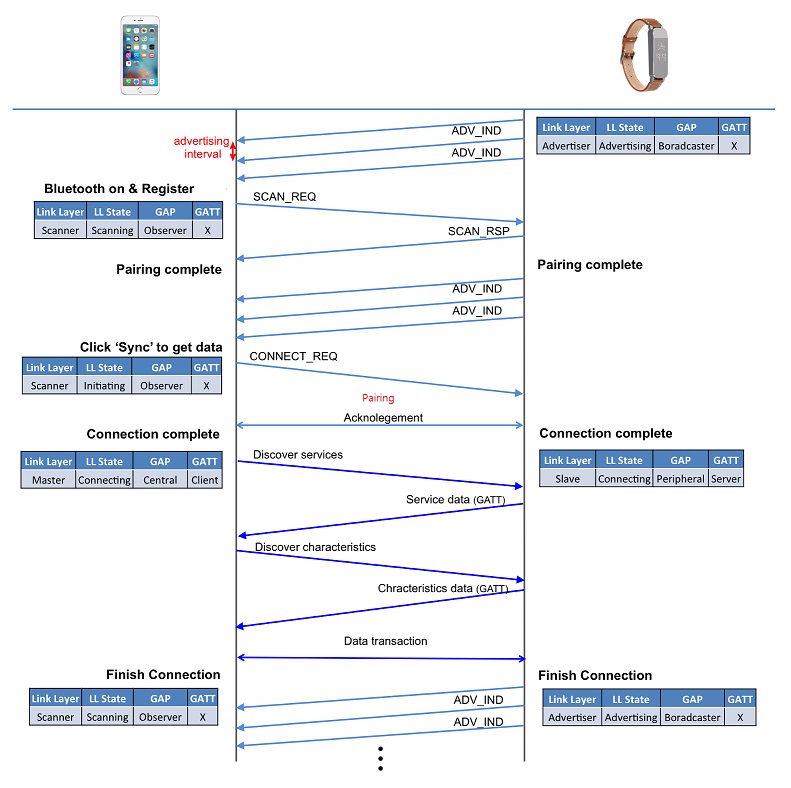 ADV_IND
Link Layer LL State GAP GATT
Advertiser Advertising Boradcaster X
advertising
interval
ADV_IND
Bluetooth on & Register
SCAN_REQ
Link Layer LL State GAP GATT
Scanner Scanning Observer X
SCAN_RSP
Pairing complete
Pairing complete
ADV_IND
ADV_IND
Click ‘Sync’ to get data
CONNECT_REQ
Link Layer LL State GAP GATT
Scanner Initiating Observer X
Pairing
Acknolegement
Connection complete
Connection complete
Discover services
Link Layer LL State GAP GATT
Master Connecting Central Client
Link Layer LL State GAP GATT
Slave Connecting Peripheral Server
Service data (GATT)
Discover characteristics
Chracteristics data (GATT)
Data transaction
Finish Connection
Finish Connection
Link Layer LL State GAP GATT
Scanner Scanning Observer X
ADV_IND
ADV_IND
Link Layer LL State GAP GATT
Advertiser Advertising Boradcaster X